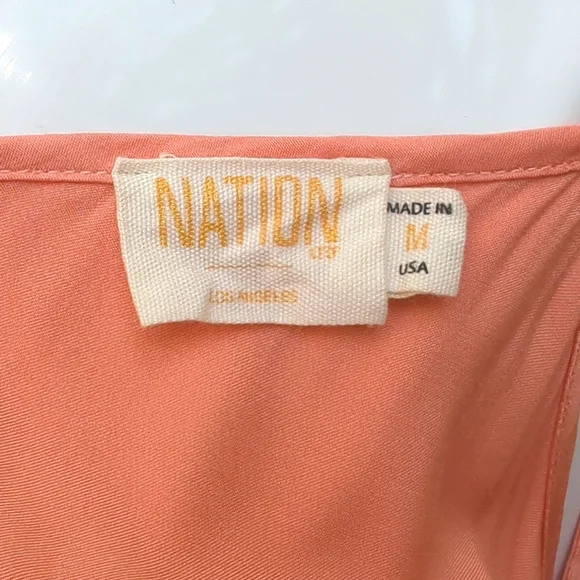 NATION
LTD
LOS ANGELES
MADE IN
M
USA